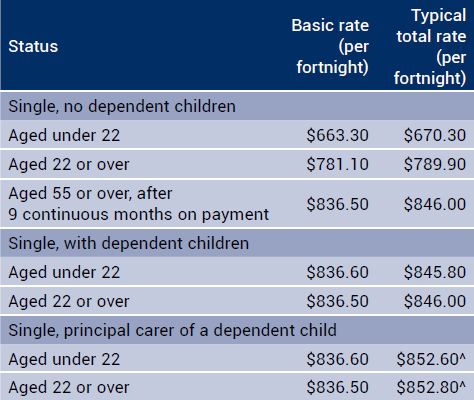 Status
Basic rate
(per
fortnight)
Typical
total rate
(per
fortnight)
Single, no dependent children
Aged under 22 $663.30 $670.30
Aged 22 or over $781.10 $789.90
Aged 55 or over, after
9 continuous months on payment $836.50 $846.00
Single, with dependent children
Aged under 22 $836.60 $845.80
Aged 22 or over $836.50 $846.00
Single, principal carer of a dependent child
Aged under 22 $836.60 $852.60^
Aged 22 or over $836.50 $852.80^